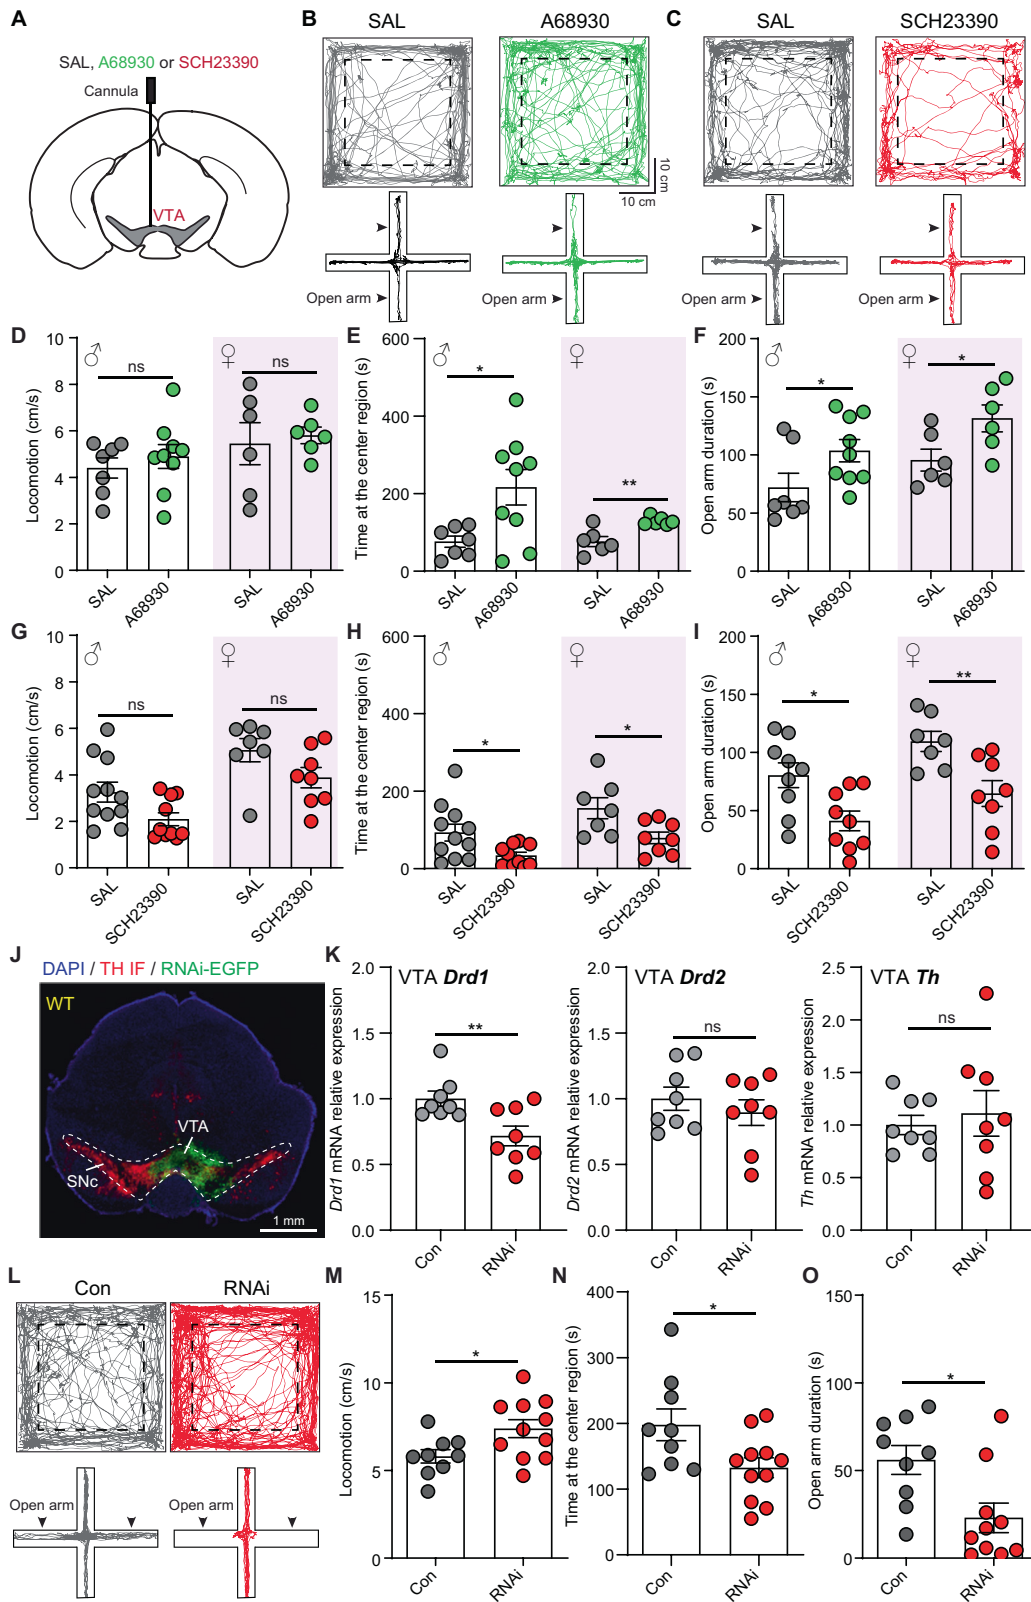 A
SAL, A68930 or SCH23390
Cannula
VTA
B
SAL
A68930
10 cm
10 cm
Open arm
Open arm
C
SAL
SCH23390
Open arm
D
Locomotion (cm/s)
10
8
6
4
2
0
♂
ns
♀
ns
SAL
A68930
SAL
A68930
E
Time at the center region (s)
600
400
200
0
♂
*
♀
**
SAL
A68930
SAL
A68930
F
Open arm duration (s)
200
150
100
50
0
♂
*
♀
*
SAL
A68930
SAL
A68930
G
Locomotion (cm/s)
10
8
6
4
2
0
♂
ns
♀
ns
SAL
SCH23390
SAL
SCH23390
H
Time at the center region (s)
600
400
200
0
♂
*
♀
*
SAL
SCH23390
SAL
SCH23390
I
Open arm duration (s)
200
150
100
50
0
♂
*
♀
**
SAL
SCH23390
SAL
SCH23390
J
DAPI / TH IF / RNAi-EGFP
WT
VTA
SNc
1 mm
K
VTA Drd1
Drd1 mRNA relative expression
2.0
1.5
1.0
0.5
0.0
**
Con
RNAi
VTA Drd2
Drd2 mRNA relative expression
2.0
1.5
1.0
0.5
0.0
ns
Con
RNAi
VTA Th
Th mRNA relative expression
2.5
2.0
1.5
1.0
0.5
0.0
ns
Con
RNAi
L
Con
RNAi
Open arm
Open arm
M
Locomotion (cm/s)
15
10
5
0
*
Con
RNAi
N
Time at the center region (s)
400
300
200
100
0
*
Con
RNAi
O
Open arm duration (s)
150
100
50
0
*
Con
RNAi